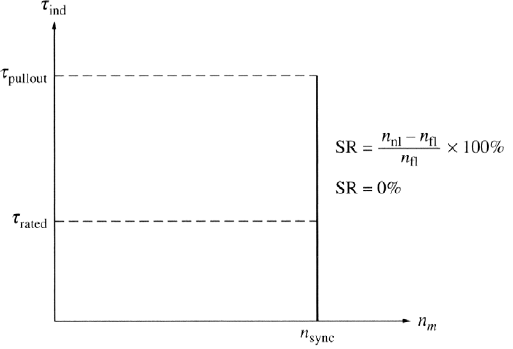 τind
τpullout
SR = (nnl − nfl) / nfl × 100%
SR = 0%
τrated
nsync
nm